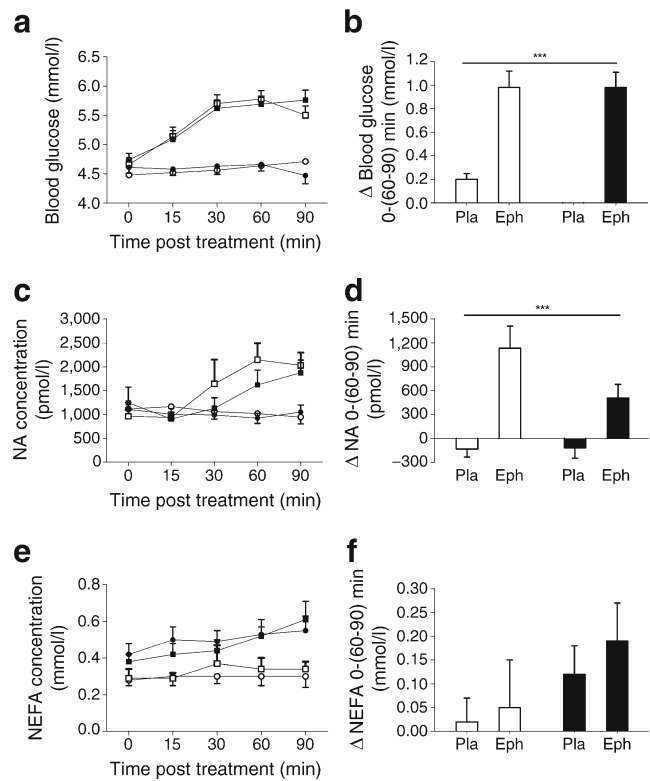 a
Blood glucose (mmol/l)
6.5
6.0
5.5
5.0
4.5
4.0
0 15 30 60 90
Time post treatment (min)
b
Δ Blood glucose
0-(60-90) min (mmol/l)
***
1.2
1.0
0.8
0.6
0.4
0.2
0.0
Pla Eph Pla Eph
c
NA concentration
(pmol/l)
3,000
2,500
2,000
1,500
1,000
500
0
0 15 30 60 90
Time post treatment (min)
d
Δ NA 0-(60-90) min
(pmol/l)
***
1,500
1,200
900
600
300
0
−300
Pla Eph Pla Eph
e
NEFA concentration
(mmol/l)
0.8
0.6
0.4
0.2
0.0
0 15 30 60 90
Time post treatment (min)
f
Δ NEFA 0-(60-90) min
(mmol/l)
0.30
0.25
0.20
0.15
0.10
0.05
0.00
Pla Eph Pla Eph